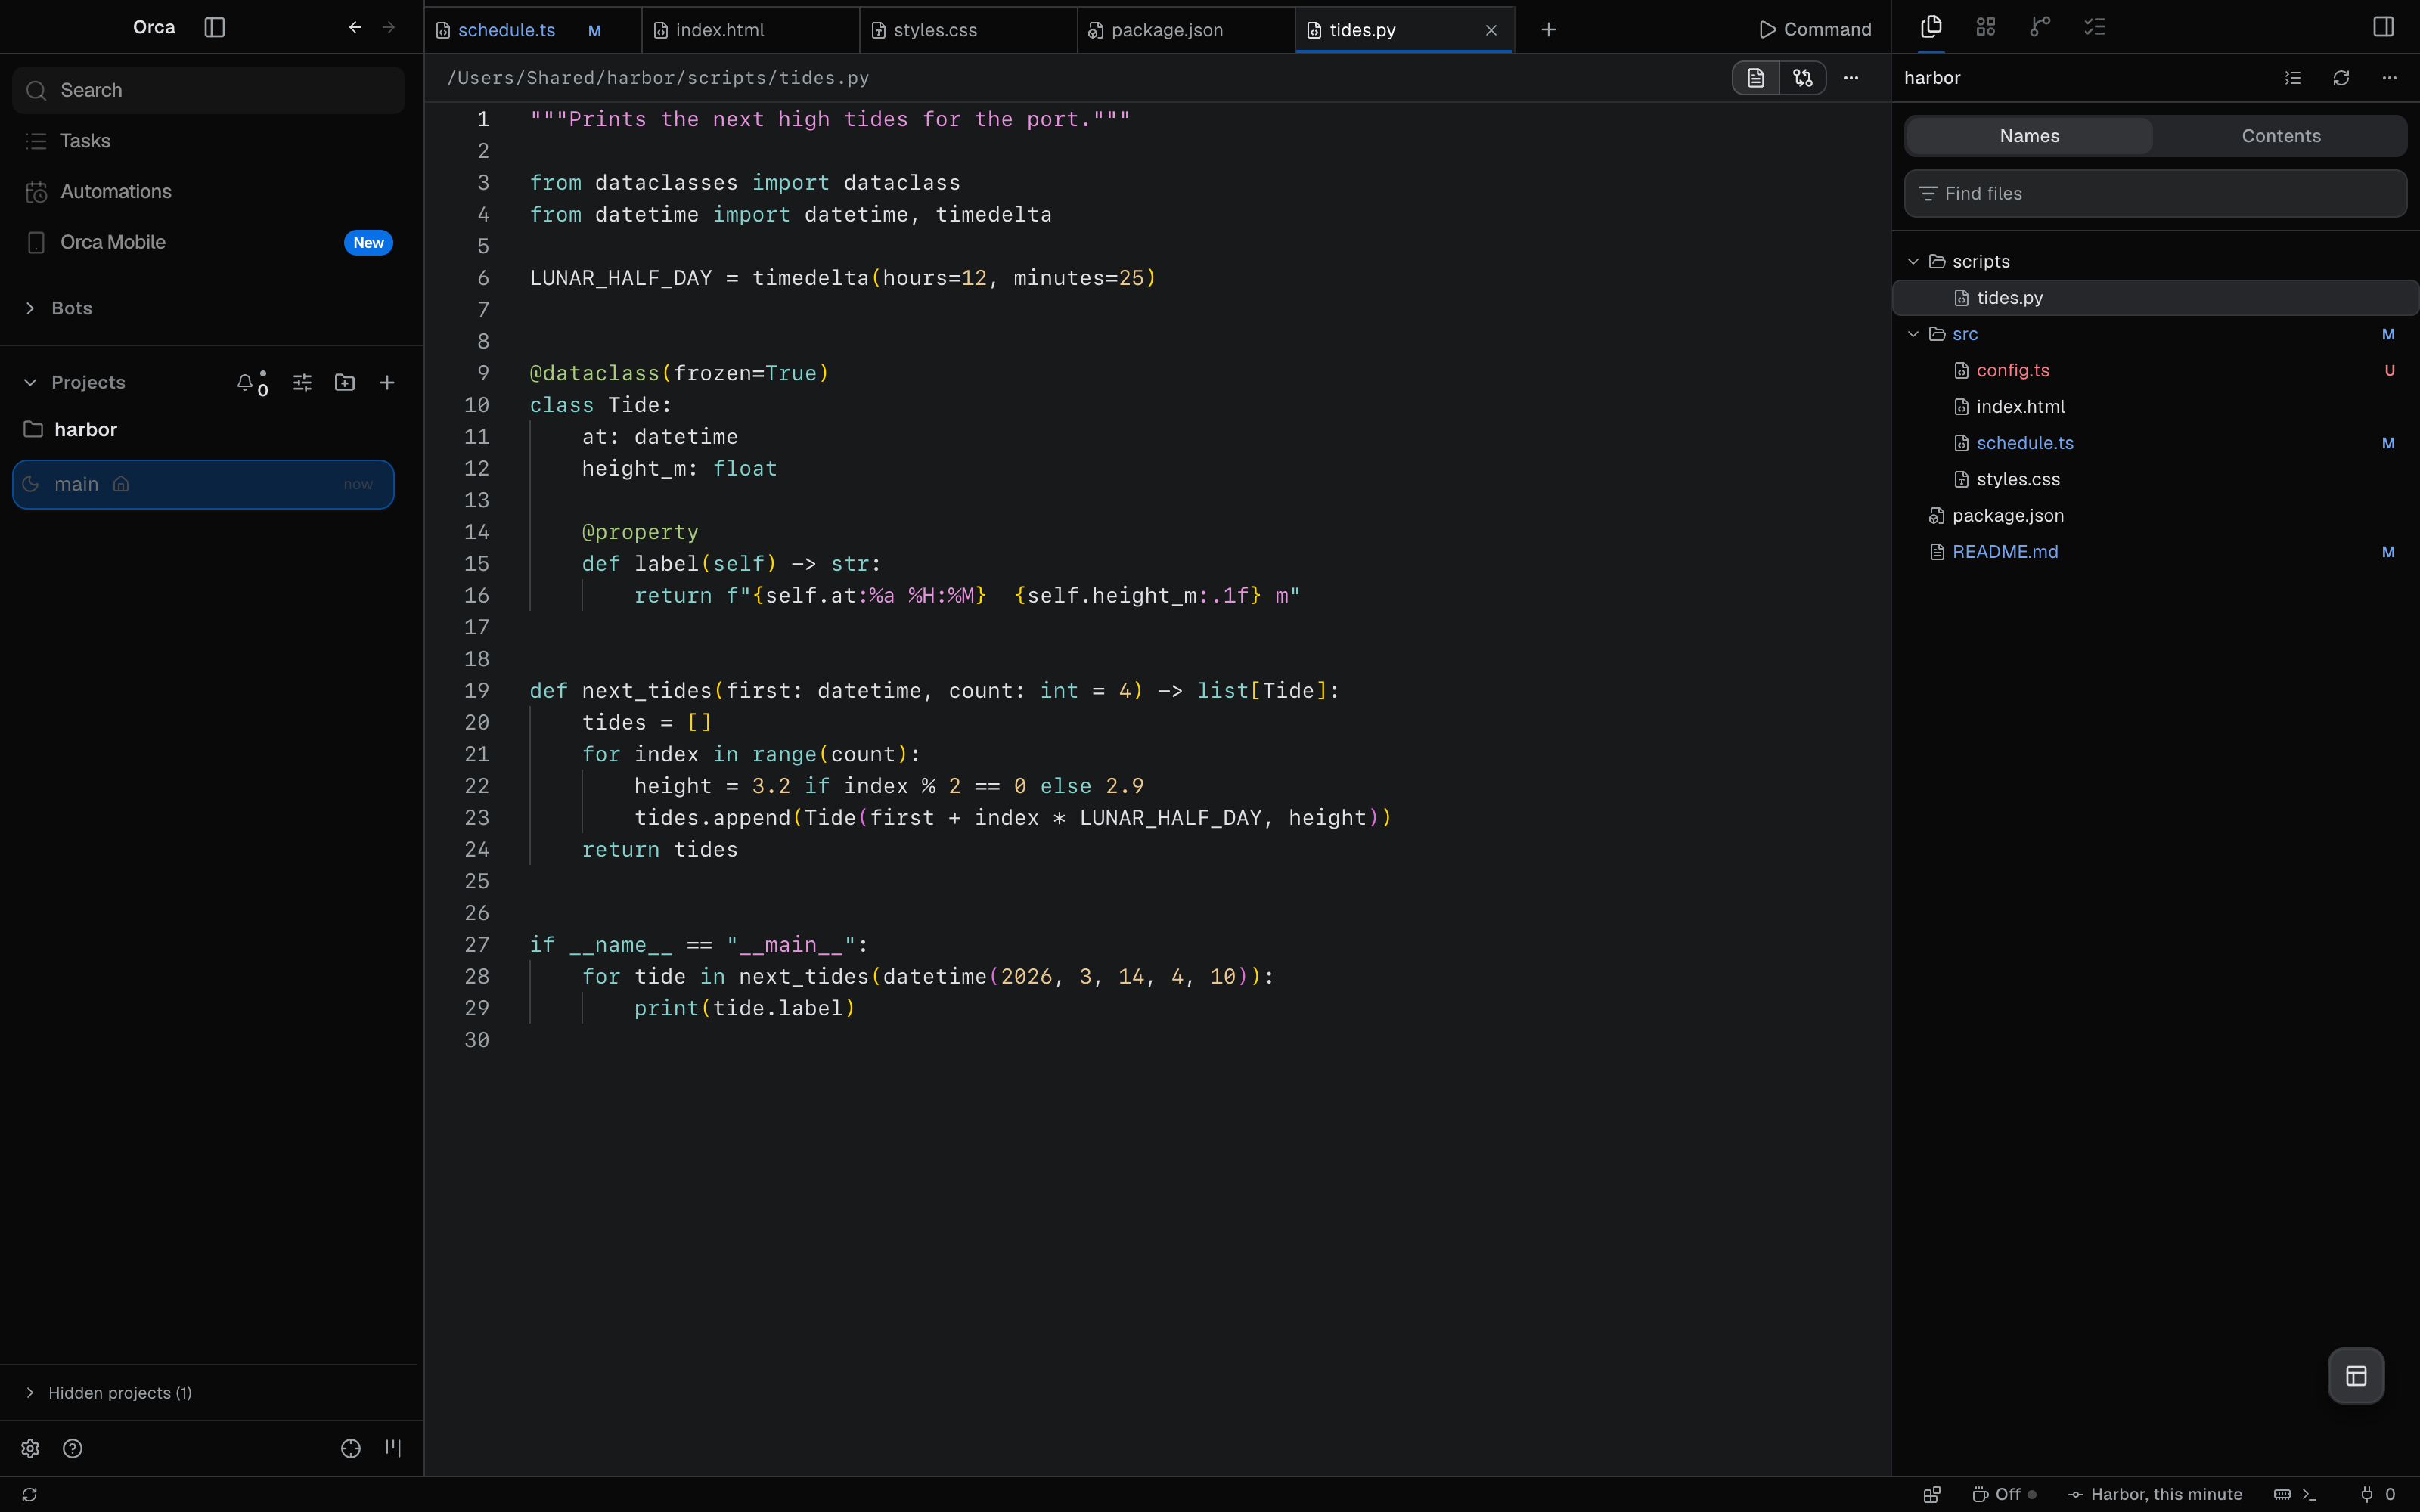 Orca
Search
Tasks
Automations
Orca Mobile
New
Bots
Projects
0
harbor
main
now
Hidden projects (1)
schedule.ts M
index.html
styles.css
package.json
tides.py
Command
/Users/Shared/harbor/scripts/tides.py
1 """Prints the next high tides for the port."""
2
3 from dataclasses import dataclass
4 from datetime import datetime, timedelta
5
6 LUNAR_HALF_DAY = timedelta(hours=12, minutes=25)
7
8
9 @dataclass(frozen=True)
10 class Tide:
11     at: datetime
12     height_m: float
13
14     @property
15     def label(self) -> str:
16         return f"{self.at:%a %H:%M}  {self.height_m:.1f} m"
17
18
19 def next_tides(first: datetime, count: int = 4) -> list[Tide]:
20     tides = []
21     for index in range(count):
22         height = 3.2 if index % 2 == 0 else 2.9
23         tides.append(Tide(first + index * LUNAR_HALF_DAY, height))
24     return tides
25
26
27 if __name__ == "__main__":
28     for tide in next_tides(datetime(2026, 3, 14, 4, 10)):
29         print(tide.label)
30
harbor
Names
Contents
Find files
scripts
tides.py
src M
config.ts U
index.html
schedule.ts M
styles.css
package.json
README.md M
Off
Harbor, this minute
0